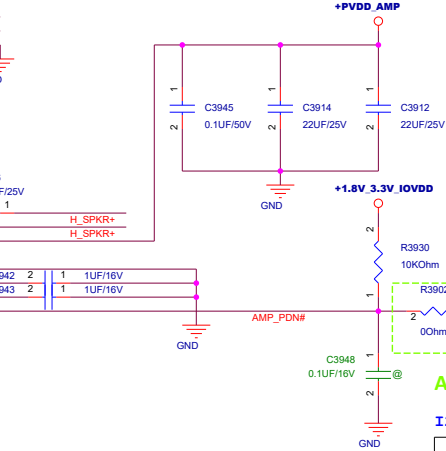 +PVDD_AMP
1
1
1
C3945
C3914
C3912
0.1UF/50V
22UF/25V
22UF/25V
2
2
2
GND
+1.8V_3.3V_IOVDD
/25V
1
H_SPKR+
H_SPKR+
2
R3930
10KOhm
1
942 2 1 1UF/16V
943 2 1 1UF/16V
R3902
AMP_PDN#
2
0Ohm
GND
C3948
1
0.1UF/16V
@
2
GND